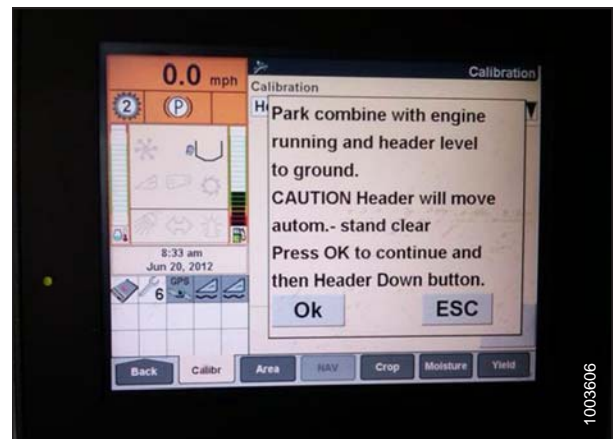 0.0 mph
Calibration
Calibration
2
P
Park combine with engine
running and header level
to ground.
CAUTION Header will move
autom.- stand clear
Press OK to continue and
then Header Down button.
Ok ESC
8:33 am
Jun 20, 2012
6
GPS
Back Calibr Area NAV Crop Moisture Yield
1003606